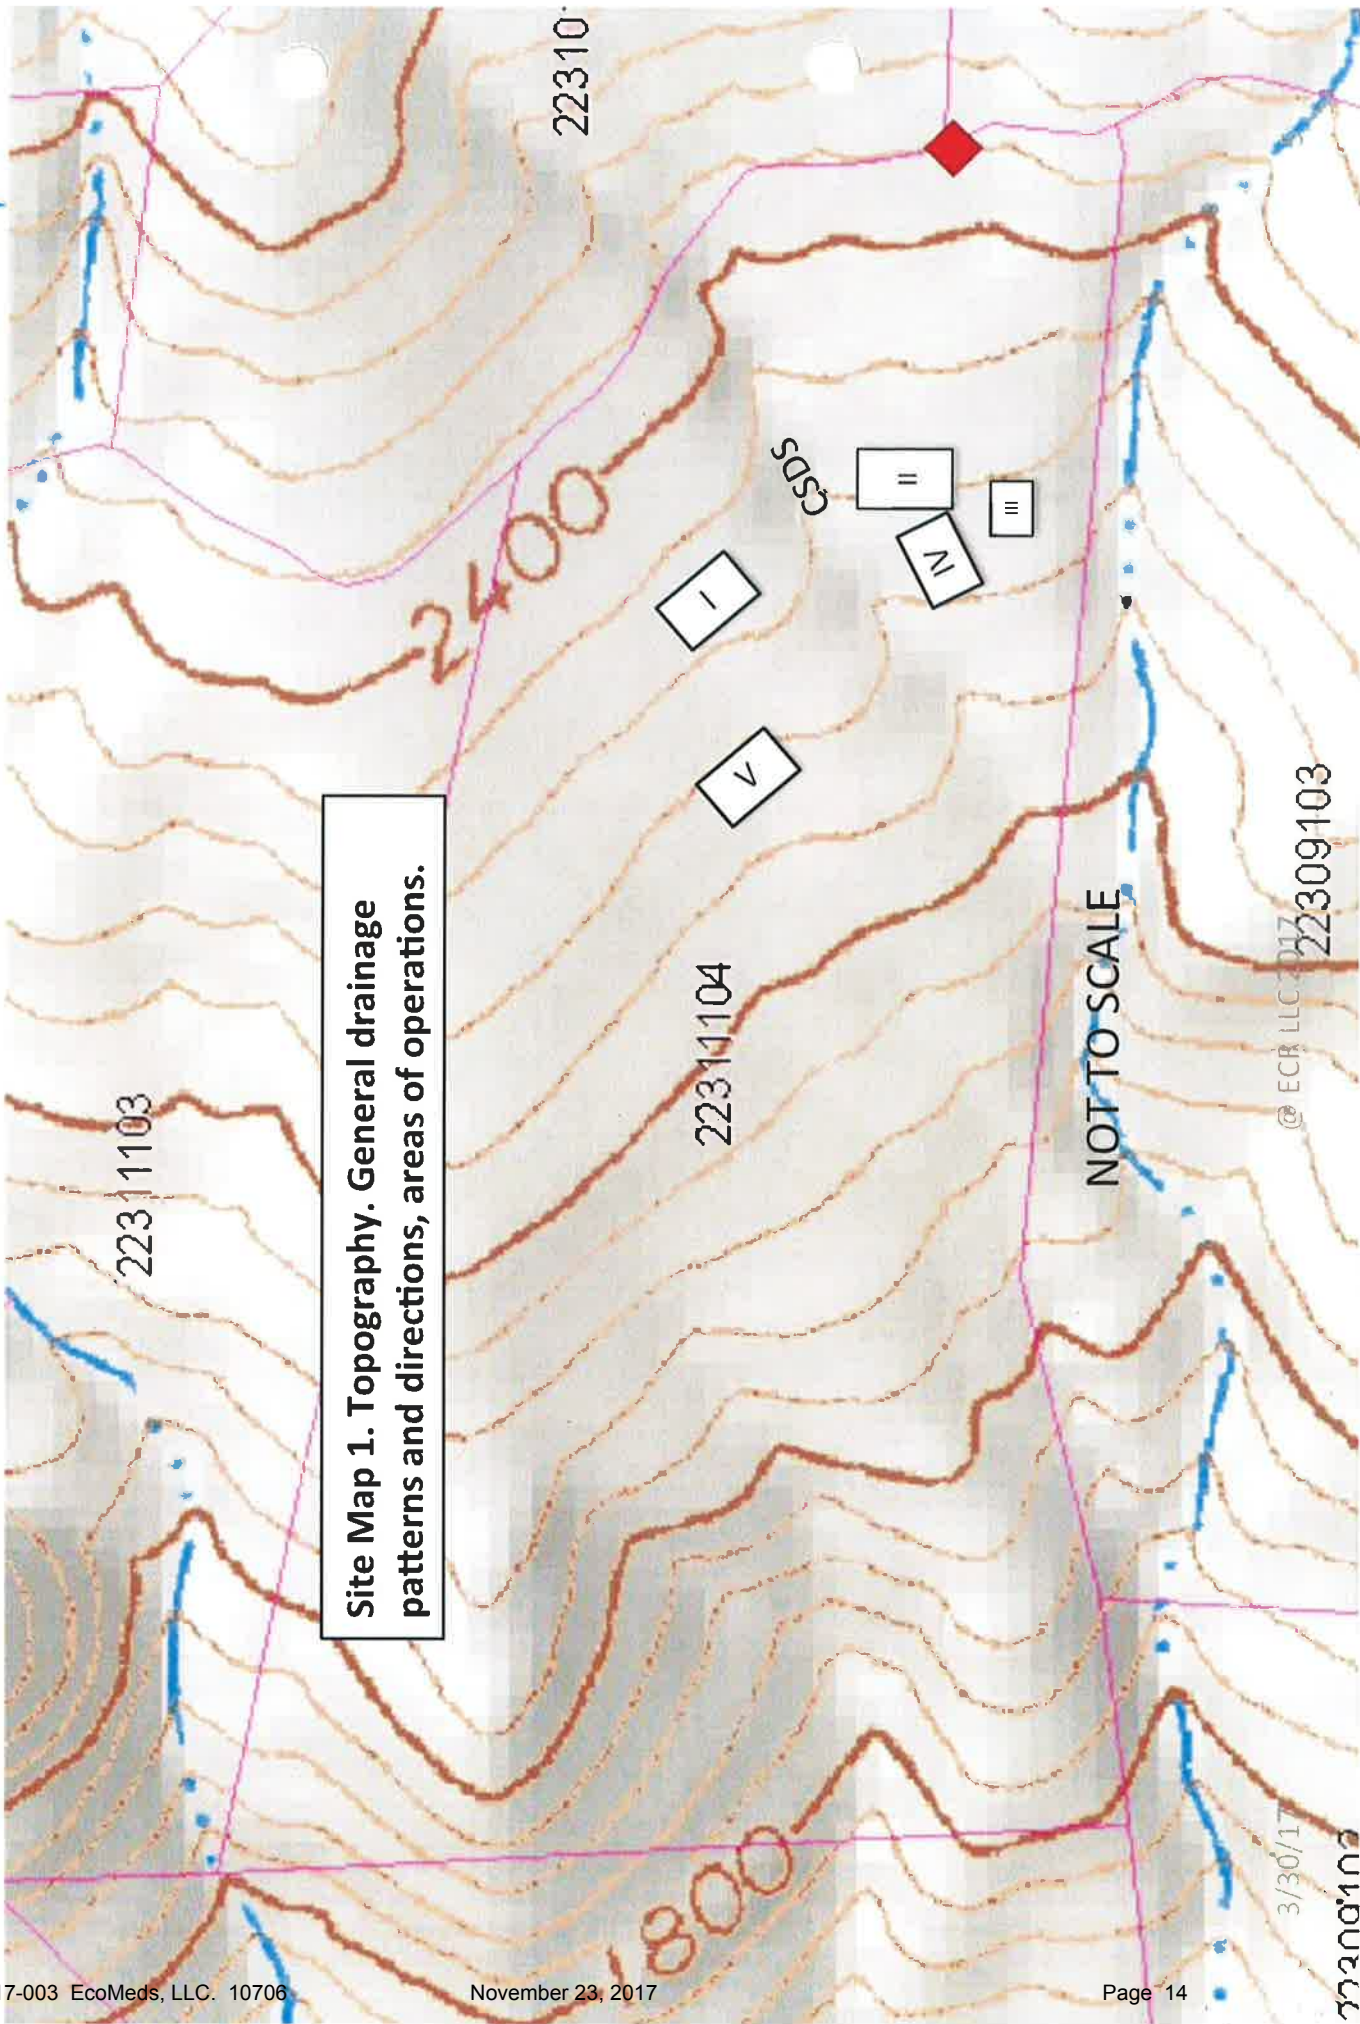 Site Map 1. Topography. General drainage
patterns and directions, areas of operations.
22310
22311103
22311104
2400
1800
CSDS
I
II
III
IV
V
NOT TO SCALE
22309103
@ ECR LLC 2017
3/30/17
17-003 EcoMeds, LLC. 10706
November 23, 2017
Page 14